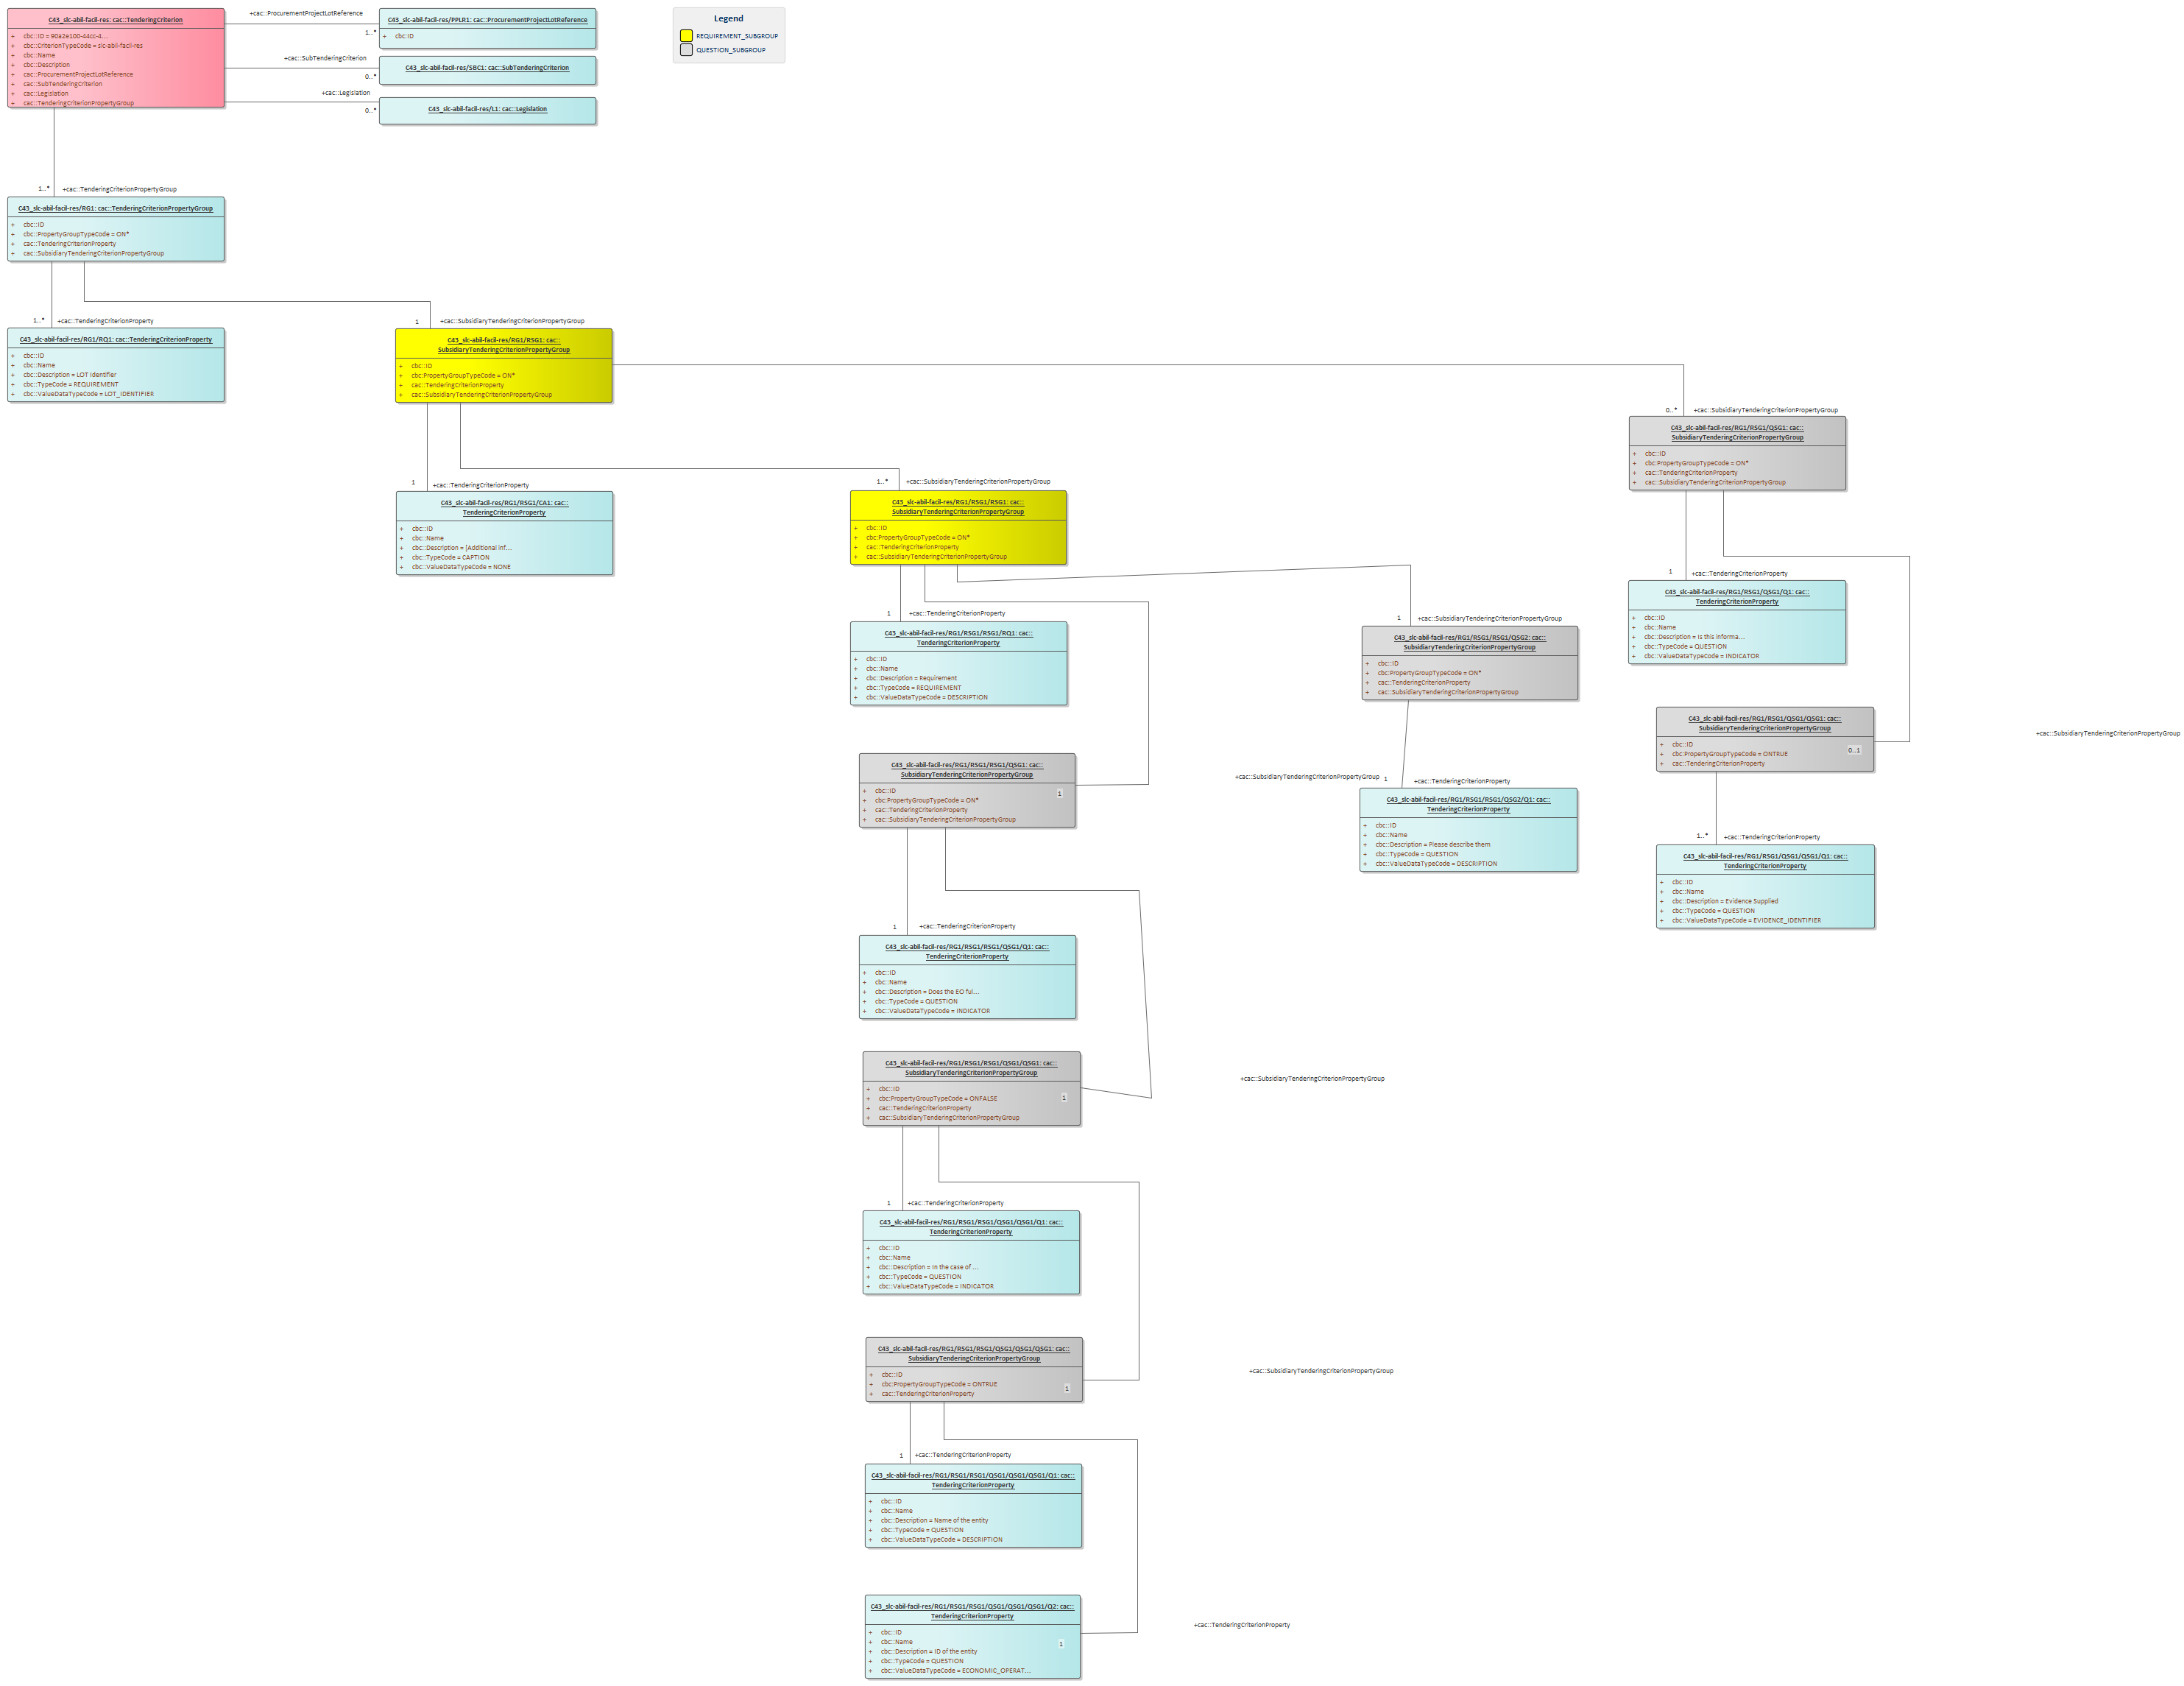 C43_slc-abil-facil-res: cac::TenderingCriterion
+ cbc::ID = 90a2e100-44cc-4...
+ cbc::CriterionTypeCode = slc-abil-facil-res
+ cbc::Name
+ cbc::Description
+ cac::ProcurementProjectLotReference
+ cac::SubTenderingCriterion
+ cac::Legislation
+ cac::TenderingCriterionPropertyGroup
+cac::ProcurementProjectLotReference
1..*
C43_slc-abil-facil-res/PPLR1: cac::ProcurementProjectLotReference
+ cbc::ID
+cac::SubTenderingCriterion
0..*
C43_slc-abil-facil-res/SBC1: cac::SubTenderingCriterion
+cac::Legislation
0..*
C43_slc-abil-facil-res/L1: cac::Legislation
Legend
REQUIREMENT_SUBGROUP
QUESTION_SUBGROUP
1..* +cac::TenderingCriterionPropertyGroup
C43_slc-abil-facil-res/RG1: cac::TenderingCriterionPropertyGroup
+ cbc::ID
+ cbc::PropertyGroupTypeCode = ON*
+ cac::TenderingCriterionProperty
+ cac::SubsidiaryTenderingCriterionPropertyGroup
1..* +cac::TenderingCriterionProperty
C43_slc-abil-facil-res/RG1/RQ1: cac::TenderingCriterionProperty
+ cbc::ID
+ cbc::Name
+ cbc::Description = LOT Identifier
+ cbc::TypeCode = REQUIREMENT
+ cbc::ValueDataTypeCode = LOT_IDENTIFIER
1 +cac::SubsidiaryTenderingCriterionPropertyGroup
C43_slc-abil-facil-res/RG1/RSG1: cac::
SubsidiaryTenderingCriterionPropertyGroup
+ cbc::ID
+ cbc:PropertyGroupTypeCode = ON*
+ cac::TenderingCriterionProperty
+ cac::SubsidiaryTenderingCriterionPropertyGroup
1 +cac::TenderingCriterionProperty
C43_slc-abil-facil-res/RG1/RSG1/CA1: cac::
TenderingCriterionProperty
+ cbc::ID
+ cbc::Name
+ cbc::Description = [Additional inf...
+ cbc::TypeCode = CAPTION
+ cbc::ValueDataTypeCode = NONE
1..* +cac::SubsidiaryTenderingCriterionPropertyGroup
C43_slc-abil-facil-res/RG1/RSG1/RSG1: cac::
SubsidiaryTenderingCriterionPropertyGroup
+ cbc::ID
+ cbc:PropertyGroupTypeCode = ON*
+ cac::TenderingCriterionProperty
+ cac::SubsidiaryTenderingCriterionPropertyGroup
1 +cac::TenderingCriterionProperty
C43_slc-abil-facil-res/RG1/RSG1/RSG1/RQ1: cac::
TenderingCriterionProperty
+ cbc::ID
+ cbc::Name
+ cbc::Description = Requirement
+ cbc::TypeCode = REQUIREMENT
+ cbc::ValueDataTypeCode = DESCRIPTION
C43_slc-abil-facil-res/RG1/RSG1/RSG1/QSG1: cac::
SubsidiaryTenderingCriterionPropertyGroup
+ cbc::ID
+ cbc:PropertyGroupTypeCode = ON*
+ cac::TenderingCriterionProperty
+ cac::SubsidiaryTenderingCriterionPropertyGroup
1
+cac::SubsidiaryTenderingCriterionPropertyGroup
1 +cac::TenderingCriterionProperty
C43_slc-abil-facil-res/RG1/RSG1/RSG1/QSG1/Q1: cac::
TenderingCriterionProperty
+ cbc::ID
+ cbc::Name
+ cbc::Description = Does the EO ful...
+ cbc::TypeCode = QUESTION
+ cbc::ValueDataTypeCode = INDICATOR
C43_slc-abil-facil-res/RG1/RSG1/RSG1/QSG1/QSG1: cac::
SubsidiaryTenderingCriterionPropertyGroup
+ cbc::ID
+ cbc:PropertyGroupTypeCode = ONFALSE
+ cac::TenderingCriterionProperty
+ cac::SubsidiaryTenderingCriterionPropertyGroup
1
+cac::SubsidiaryTenderingCriterionPropertyGroup
1 +cac::TenderingCriterionProperty
C43_slc-abil-facil-res/RG1/RSG1/RSG1/QSG1/QSG1/Q1: cac::
TenderingCriterionProperty
+ cbc::ID
+ cbc::Name
+ cbc::Description = In the case of ...
+ cbc::TypeCode = QUESTION
+ cbc::ValueDataTypeCode = INDICATOR
C43_slc-abil-facil-res/RG1/RSG1/RSG1/QSG1/QSG1/QSG1: cac::
SubsidiaryTenderingCriterionPropertyGroup
+ cbc::ID
+ cbc:PropertyGroupTypeCode = ONTRUE
+ cac::TenderingCriterionProperty
1
+cac::SubsidiaryTenderingCriterionPropertyGroup
1 +cac::TenderingCriterionProperty
C43_slc-abil-facil-res/RG1/RSG1/RSG1/QSG1/QSG1/QSG1/Q1: cac::
TenderingCriterionProperty
+ cbc::ID
+ cbc::Name
+ cbc::Description = Name of the entity
+ cbc::TypeCode = QUESTION
+ cbc::ValueDataTypeCode = DESCRIPTION
C43_slc-abil-facil-res/RG1/RSG1/RSG1/QSG1/QSG1/QSG1/Q2: cac::
TenderingCriterionProperty
+ cbc::ID
+ cbc::Name
+ cbc::Description = ID of the entity
+ cbc::TypeCode = QUESTION
+ cbc::ValueDataTypeCode = ECONOMIC_OPERAT...
1
+cac::TenderingCriterionProperty
1 +cac::SubsidiaryTenderingCriterionPropertyGroup
C43_slc-abil-facil-res/RG1/RSG1/RSG1/QSG2: cac::
SubsidiaryTenderingCriterionPropertyGroup
+ cbc::ID
+ cbc:PropertyGroupTypeCode = ON*
+ cac::TenderingCriterionProperty
+ cac::SubsidiaryTenderingCriterionPropertyGroup
1 +cac::TenderingCriterionProperty
C43_slc-abil-facil-res/RG1/RSG1/RSG1/QSG2/Q1: cac::
TenderingCriterionProperty
+ cbc::ID
+ cbc::Name
+ cbc::Description = Please describe them
+ cbc::TypeCode = QUESTION
+ cbc::ValueDataTypeCode = DESCRIPTION
0..* +cac::SubsidiaryTenderingCriterionPropertyGroup
C43_slc-abil-facil-res/RG1/RSG1/QSG1: cac::
SubsidiaryTenderingCriterionPropertyGroup
+ cbc::ID
+ cbc:PropertyGroupTypeCode = ON*
+ cac::TenderingCriterionProperty
+ cac::SubsidiaryTenderingCriterionPropertyGroup
1 +cac::TenderingCriterionProperty
C43_slc-abil-facil-res/RG1/RSG1/QSG1/Q1: cac::
TenderingCriterionProperty
+ cbc::ID
+ cbc::Name
+ cbc::Description = Is this informa...
+ cbc::TypeCode = QUESTION
+ cbc::ValueDataTypeCode = INDICATOR
C43_slc-abil-facil-res/RG1/RSG1/QSG1/QSG1: cac::
SubsidiaryTenderingCriterionPropertyGroup
+ cbc::ID
+ cbc:PropertyGroupTypeCode = ONTRUE
+ cac::TenderingCriterionProperty
0..1
+cac::SubsidiaryTenderingCriterionPropertyGroup
1..* +cac::TenderingCriterionProperty
C43_slc-abil-facil-res/RG1/RSG1/QSG1/QSG1/Q1: cac::
TenderingCriterionProperty
+ cbc::ID
+ cbc::Name
+ cbc::Description = Evidence Supplied
+ cbc::TypeCode = QUESTION
+ cbc::ValueDataTypeCode = EVIDENCE_IDENTIFIER